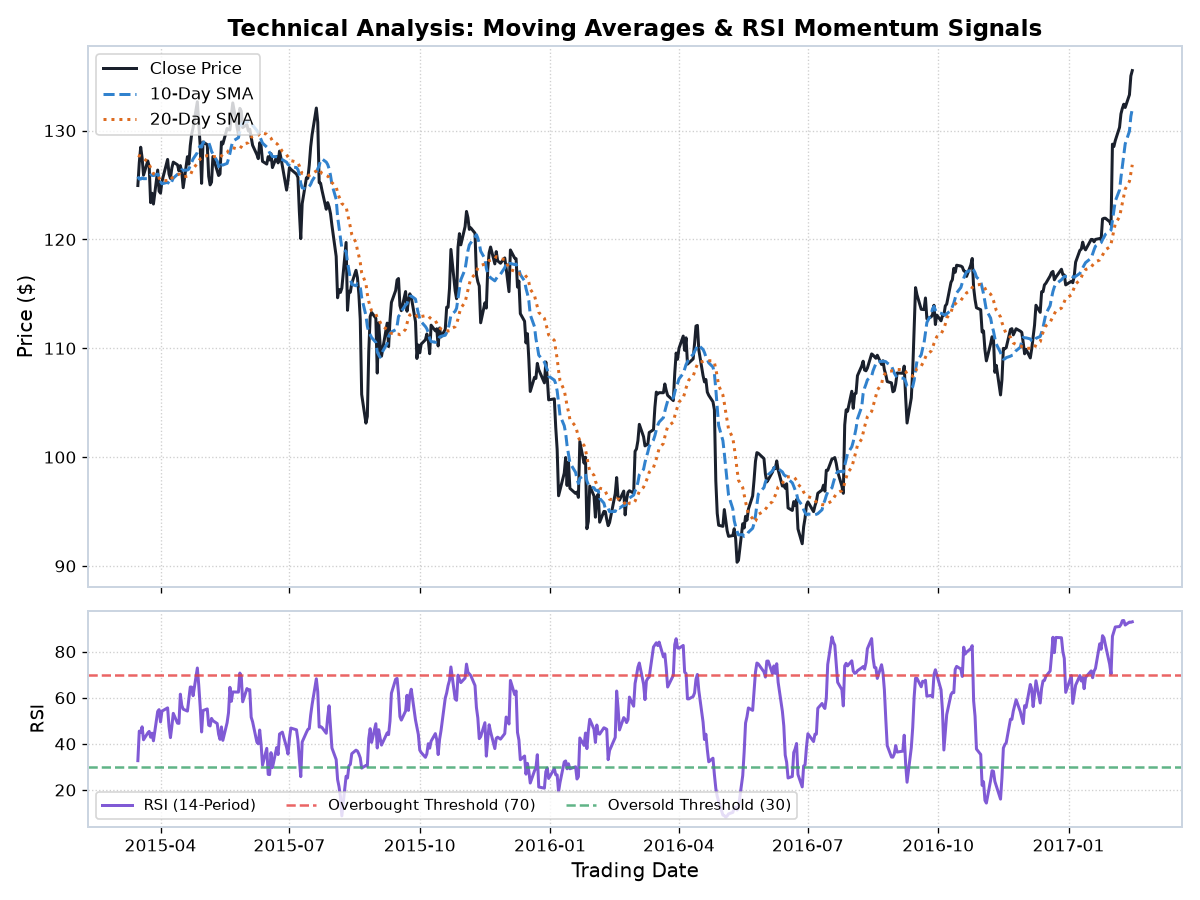 Technical Analysis: Moving Averages & RSI Momentum Signals
Close Price
10-Day SMA
20-Day SMA
Price ($)
130
120
110
100
90
RSI
80
60
40
20
RSI (14-Period)
Overbought Threshold (70)
Oversold Threshold (30)
2015-04 2015-07 2015-10 2016-01 2016-04 2016-07 2016-10 2017-01
Trading Date